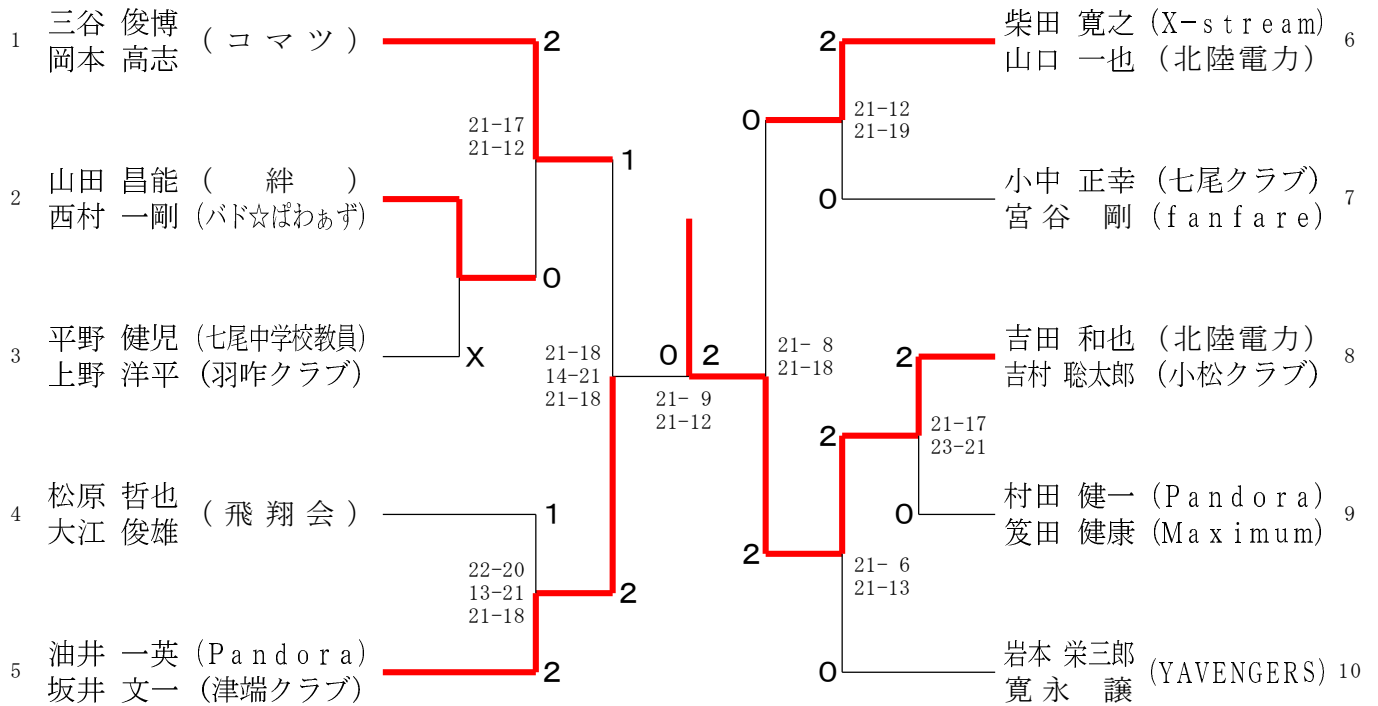 1
三谷 俊博
岡本 高志
(コマツ)
2
21-17
21-12
1
2
山田 昌能 (絆)
西村 一剛 (バド☆ぱわぁず)
0
3
平野 健児 (七尾中学校教員)
上野 洋平 (羽咋クラブ)
X
21-18
14-21
21-18
4
松原 哲也
大江 俊雄
(飛翔会)
1
22-20
13-21
21-18
2
5
油井 一英 (Pandora)
坂井 文一 (津端クラブ)
2
0 2
21- 9
21-12
2
柴田 寛之 (X-stream)
山口 一也 (北陸電力)
6
0
21-12
21-19
0
小中 正幸 (七尾クラブ)
宮谷 剛 (fanfare)
7
21- 8
21-18
2
吉田 和也 (北陸電力)
吉村 聡太郎 (小松クラブ)
8
2
21-17
23-21
0
村田 健一 (Pandora)
笈田 健康 (Maximum)
9
2
21- 6
21-13
0
岩本 栄三郎
寛永 譲
(YAVENGERS)
10